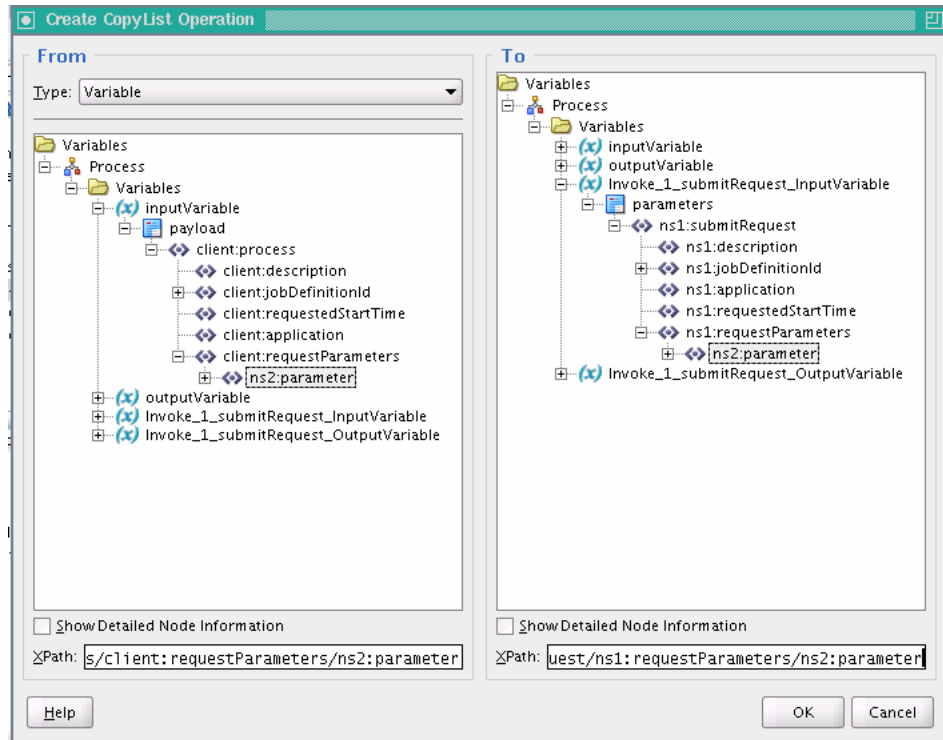 Create CopyList Operation
From
Type: Variable
Variables
Process
Variables
(x) inputVariable
payload
client:process
client:description
client:jobDefinitionId
client:requestedStartTime
client:application
client:requestParameters
ns2:parameter
(x) outputVariable
(x) Invoke_1_submitRequest_InputVariable
(x) Invoke_1_submitRequest_OutputVariable
Show Detailed Node Information
XPath: s/client:requestParameters/ns2:parameter
To
Variables
Process
Variables
(x) inputVariable
(x) outputVariable
(x) Invoke_1_submitRequest_InputVariable
parameters
ns1:submitRequest
ns1:description
ns1:jobDefinitionId
ns1:application
ns1:requestedStartTime
ns1:requestParameters
ns2:parameter
(x) Invoke_1_submitRequest_OutputVariable
Show Detailed Node Information
XPath: uest/ns1:requestParameters/ns2:parameter
Help
OK
Cancel